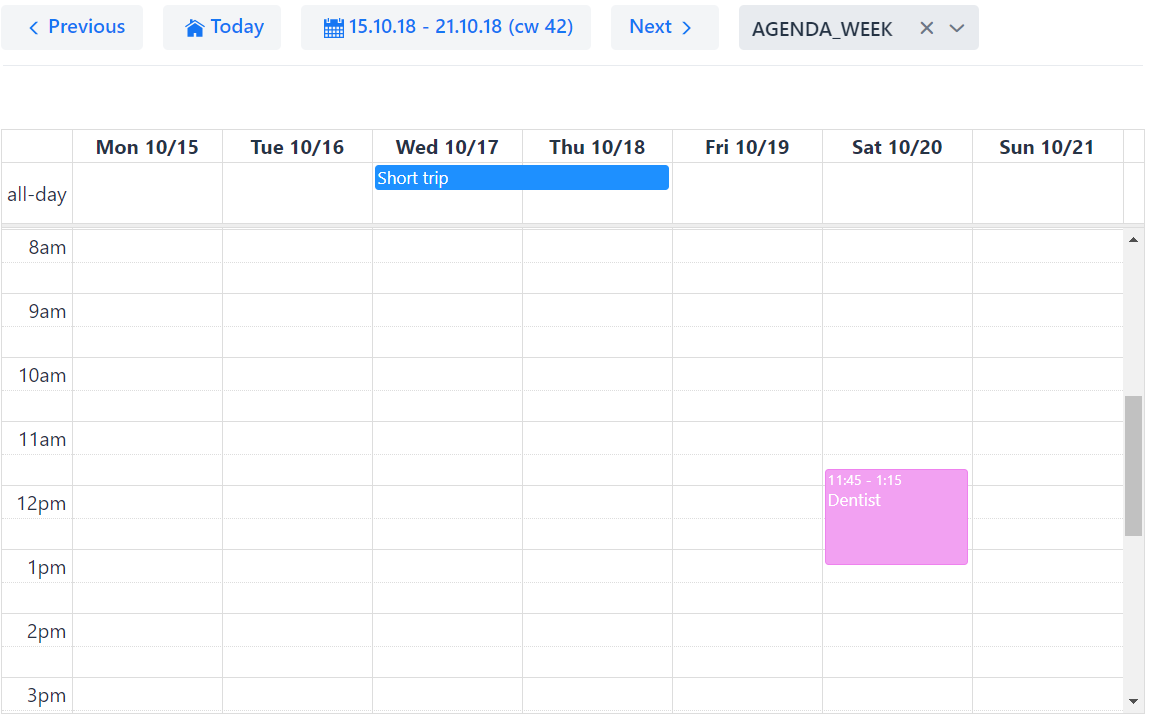 Previous Today 15.10.18 - 21.10.18 (cw 42) Next AGENDA_WEEK
Mon 10/15 Tue 10/16 Wed 10/17 Thu 10/18 Fri 10/19 Sat 10/20 Sun 10/21
Short trip
all-day
8am
9am
10am
11am
11:45 - 1:15
Dentist
12pm
1pm
2pm
3pm